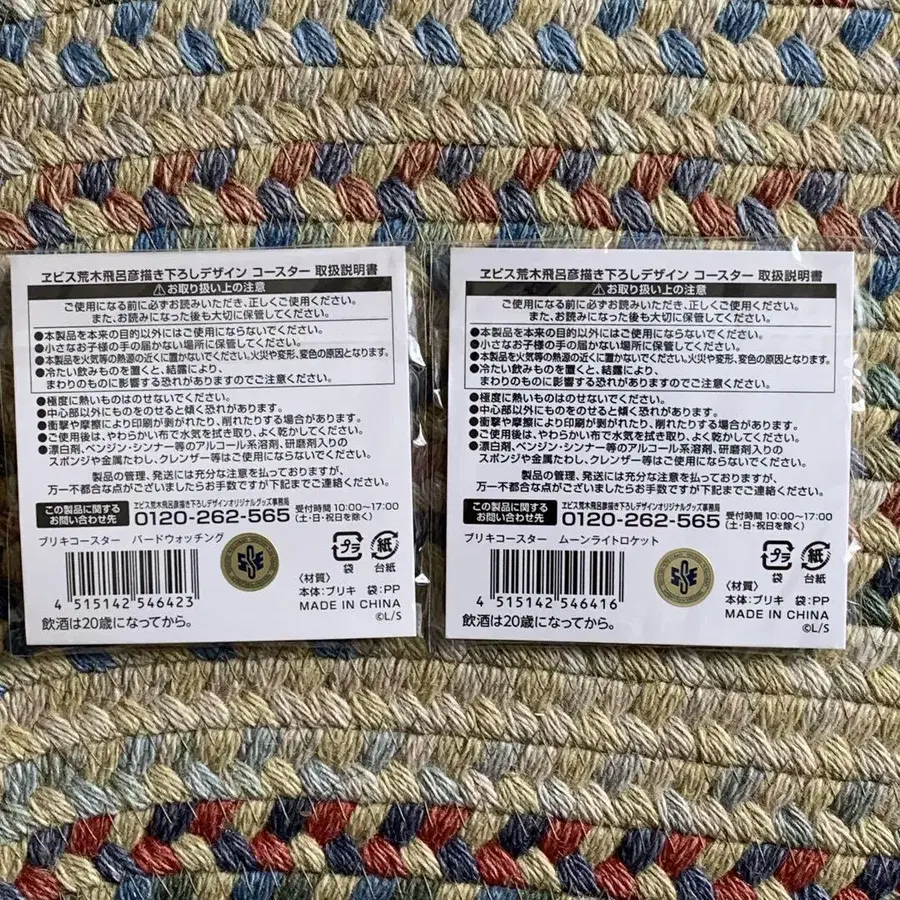 ヱビス荒木飛呂彦描き下ろしデザイン コースター 取扱説明書
⚠お取り扱い上の注意
ご使用になる前に必ずお読みいただき、正しくご使用ください。
また、お読みになった後も大切に保管してください。
●本製品を本来の目的以外にはご使用にならないでください。
●小さなお子様の手の届かない場所に保管してください。
●本製品を火気等の熱源の近くに置かないでください。火災や変形、変色の原因となります。
●冷たい飲みものを置くと、結露により、
まわりのものに影響する恐れがありますのでご注意ください。
●極度に熱いものはのせないでください。
●中心部以外にものをのせると傾く恐れがあります。
●衝撃や摩擦により印刷が剥がれたり、削れたりする場合があります。
●ご使用後は、やわらかい布で水気を拭き取り、よく乾かしてください。
●漂白剤、ベンジン・シンナー等のアルコール系溶剤、研磨剤入りの
スポンジや金属たわし、クレンザー等はご使用にならないでください。
製品の管理、発送には充分な注意を払っておりますが、
万一不都合な点がございましたらお手数ですが下記までご連絡ください。
この製品に関する
お問い合わせ先
ヱビス荒木飛呂彦描き下ろしデザインオリジナルグッズ事務局
0120-262-565
受付時間 10:00~17:00
(土・日・祝日を除く)
ブリキコースター バードウォッチング
プラ
袋
紙
台紙
4 515142 546423
〈材質〉
本体:ブリキ 袋:PP
MADE IN CHINA
©L/S
飲酒は20歳になってから。
ヱビス荒木飛呂彦描き下ろしデザイン コースター 取扱説明書
⚠お取り扱い上の注意
ご使用になる前に必ずお読みいただき、正しくご使用ください。
また、お読みになった後も大切に保管してください。
●本製品を本来の目的以外にはご使用にならないでください。
●小さなお子様の手の届かない場所に保管してください。
●本製品を火気等の熱源の近くに置かないでください。火災や変形、変色の原因となります。
●冷たい飲みものを置くと、結露により、
まわりのものに影響する恐れがありますのでご注意ください。
●極度に熱いものはのせないでください。
●中心部以外にものをのせると傾く恐れがあります。
●衝撃や摩擦により印刷が剥がれたり、削れたりする場合があります。
●ご使用後は、やわらかい布で水気を拭き取り、よく乾かしてください。
●漂白剤、ベンジン・シンナー等のアルコール系溶剤、研磨剤入りの
スポンジや金属たわし、クレンザー等はご使用にならないでください。
製品の管理、発送には充分な注意を払っておりますが、
万一不都合な点がございましたらお手数ですが下記までご連絡ください。
この製品に関する
お問い合わせ先
ヱビス荒木飛呂彦描き下ろしデザインオリジナルグッズ事務局
0120-262-565
受付時間 10:00~17:00
(土・日・祝日を除く)
ブリキコースター ムーンライトロケット
プラ
袋
紙
台紙
4 515142 546416
〈材質〉
本体:ブリキ 袋:PP
MADE IN CHINA
©L/S
飲酒は20歳になってから。